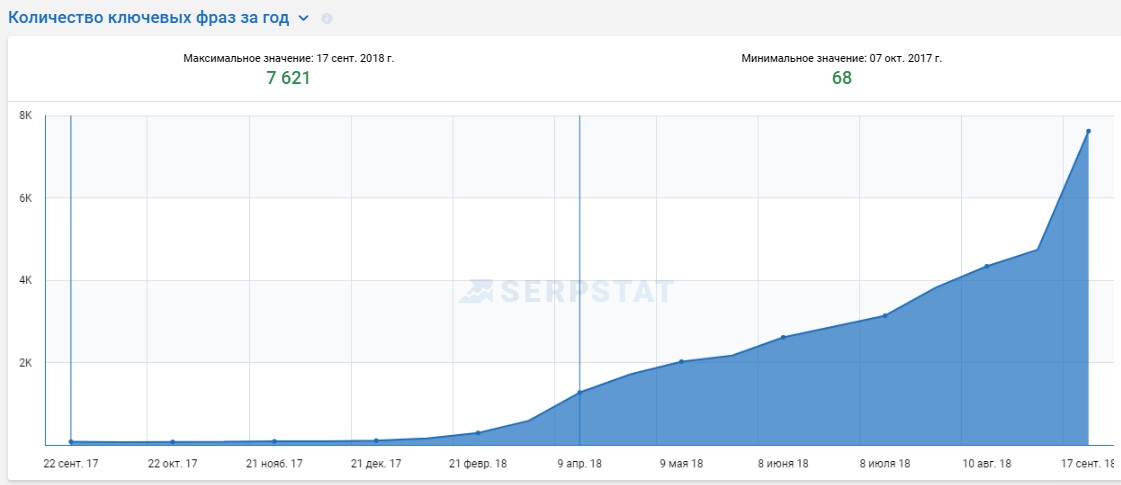 Количество ключевых фраз за год
Максимальное значение: 17 сент. 2018 г.
7 621
Минимальное значение: 07 окт. 2017 г.
68
8K
6K
4K
2K
SERPSTAT
22 сент. 17 22 окт. 17 21 нояб. 17 21 дек. 17 21 февр. 18 9 апр. 18 9 мая 18 8 июня 18 8 июля 18 10 авг. 18 17 сент. 18